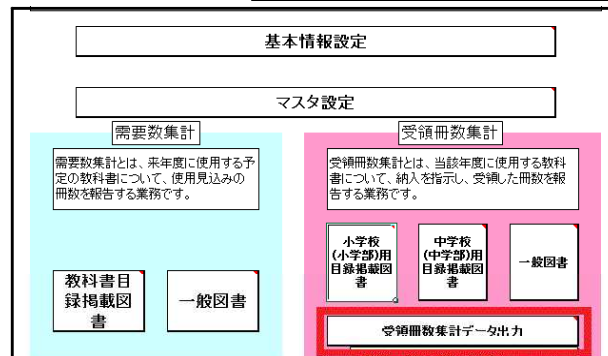 基本情報設定
マスタ設定
需要数集計
需要数集計とは、来年度に使用する予
定の教科書について、使用見込みの
冊数を報告する業務です。
教科書目
録掲載図
書
一般図書
受領冊数集計
受領冊数集計とは、当該年度に使用する教科
書について、納入を指示し、受領した冊数を報
告する業務です。
小学校
(小学部)用
目録掲載図
書
中学校
(中学部)用
目録掲載図
書
一般図書
受領冊数集計データ出力